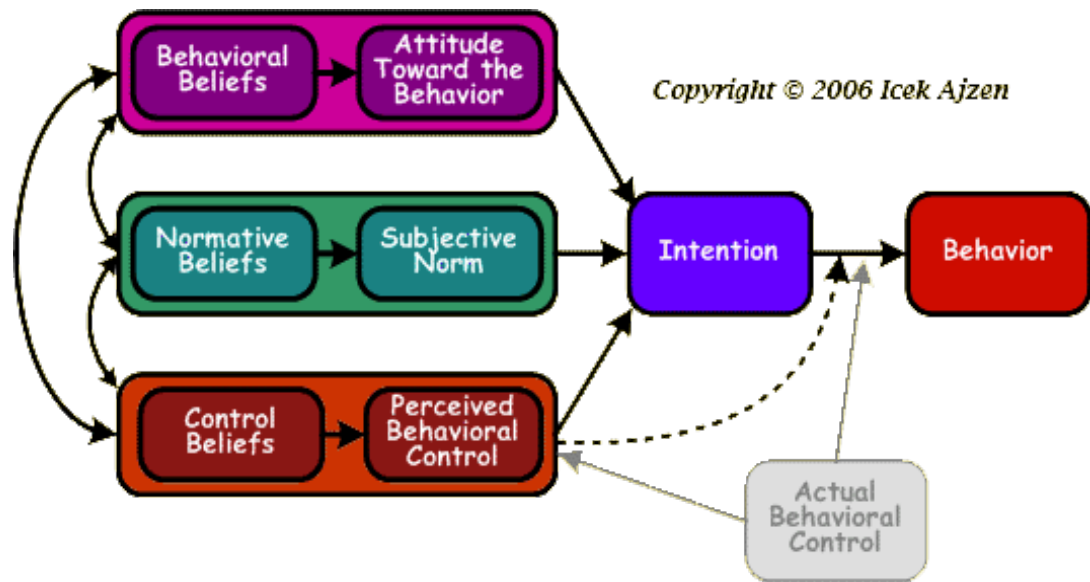 Behavioral
Beliefs
Attitude
Toward the
Behavior
Copyright © 2006 Icek Ajzen
Normative
Beliefs
Subjective
Norm
Intention
Behavior
Control
Beliefs
Perceived
Behavioral
Control
Actual
Behavioral
Control